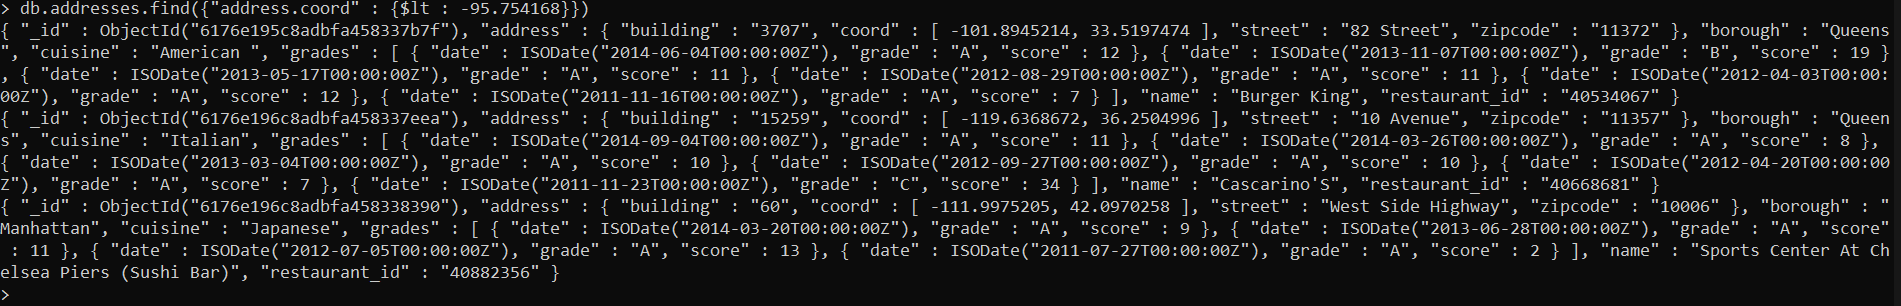 > db.addresses.find({"address.coord" : {$lt : -95.754168}})
{ "_id" : ObjectId("6176e195c8adbfa458337b7f"), "address" : { "building" : "3707", "coord" : [ -101.8945214, 33.5197474 ], "street" : "82 Street", "zipcode" : "11372" }, "borough" : "Queens
", "cuisine" : "American ", "grades" : [ { "date" : ISODate("2014-06-04T00:00:00Z"), "grade" : "A", "score" : 12 }, { "date" : ISODate("2013-11-07T00:00:00Z"), "grade" : "B", "score" : 19 }
, { "date" : ISODate("2013-05-17T00:00:00Z"), "grade" : "A", "score" : 11 }, { "date" : ISODate("2012-08-29T00:00:00Z"), "grade" : "A", "score" : 11 }, { "date" : ISODate("2012-04-03T00:00:
00Z"), "grade" : "A", "score" : 12 }, { "date" : ISODate("2011-11-16T00:00:00Z"), "grade" : "A", "score" : 7 } ], "name" : "Burger King", "restaurant_id" : "40534067" }
{ "_id" : ObjectId("6176e196c8adbfa458337eea"), "address" : { "building" : "15259", "coord" : [ -119.6368672, 36.2504996 ], "street" : "10 Avenue", "zipcode" : "11357" }, "borough" : "Queen
s", "cuisine" : "Italian", "grades" : [ { "date" : ISODate("2014-09-04T00:00:00Z"), "grade" : "A", "score" : 11 }, { "date" : ISODate("2014-03-26T00:00:00Z"), "grade" : "A", "score" : 8 },
{ "date" : ISODate("2013-03-04T00:00:00Z"), "grade" : "A", "score" : 10 }, { "date" : ISODate("2012-09-27T00:00:00Z"), "grade" : "A", "score" : 10 }, { "date" : ISODate("2012-04-20T00:00:00
Z"), "grade" : "A", "score" : 7 }, { "date" : ISODate("2011-11-23T00:00:00Z"), "grade" : "C", "score" : 34 } ], "name" : "Cascarino'S", "restaurant_id" : "40668681" }
{ "_id" : ObjectId("6176e196c8adbfa458338390"), "address" : { "building" : "60", "coord" : [ -111.9975205, 42.0970258 ], "street" : "West Side Highway", "zipcode" : "10006" }, "borough" : "
Manhattan", "cuisine" : "Japanese", "grades" : [ { "date" : ISODate("2014-03-20T00:00:00Z"), "grade" : "A", "score" : 9 }, { "date" : ISODate("2013-06-28T00:00:00Z"), "grade" : "A", "score"
 : 11 }, { "date" : ISODate("2012-07-05T00:00:00Z"), "grade" : "A", "score" : 13 }, { "date" : ISODate("2011-07-27T00:00:00Z"), "grade" : "A", "score" : 2 } ], "name" : "Sports Center At Ch
elsea Piers (Sushi Bar)", "restaurant_id" : "40882356" }
>